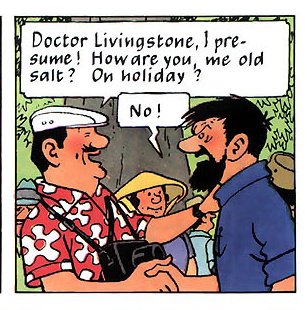 Doctor Livingstone, I pre-
sume! How are you, me old
salt? On holiday?
No!